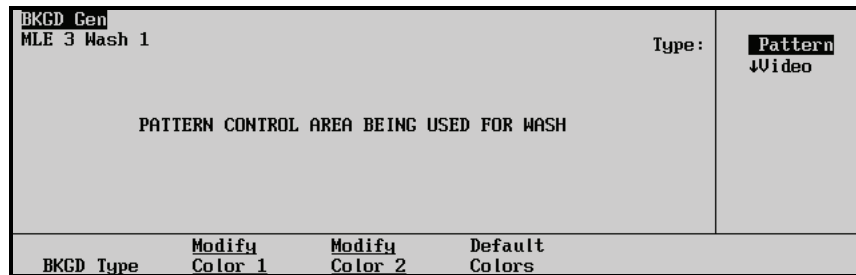 BKGD Gen
MLE 3 Wash 1
Type: Pattern
↓Video
PATTERN CONTROL AREA BEING USED FOR WASH
BKGD Type
Modify Color 1
Modify Color 2
Default Colors